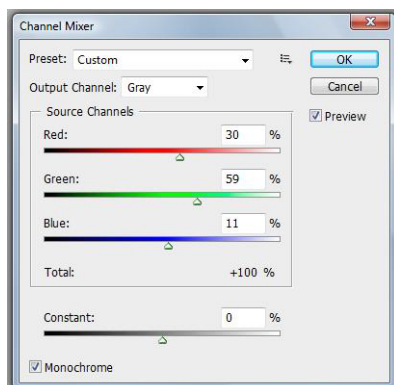 Channel Mixer
Preset: Custom
OK
Output Channel: Gray
Cancel
Source Channels
Preview
Red: 30 %
Green: 59 %
Blue: 11 %
Total: +100 %
Constant: 0 %
Monochrome